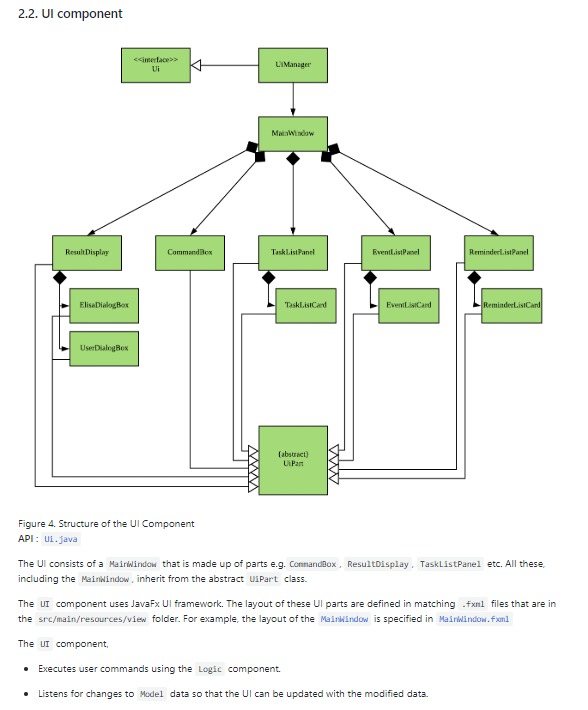 2.2. UI component
<<interface>>
Ui
UiManager
MainWindow
ResultDisplay
CommandBox
TaskListPanel
EventListPanel
ReminderListPanel
ElisaDialogBox
TaskListCard
EventListCard
ReminderListCard
UserDialogBox
{abstract}
UiPart
Figure 4. Structure of the UI Component
API : Ui.java
The UI consists of a MainWindow that is made up of parts e.g. CommandBox, ResultDisplay, TaskListPanel etc. All these,
including the MainWindow, inherit from the abstract UiPart class.
The UI component uses JavaFx UI framework. The layout of these UI parts are defined in matching .fxml files that are in
the src/main/resources/view folder. For example, the layout of the MainWindow is specified in MainWindow.fxml
The UI component,
• Executes user commands using the Logic component.
• Listens for changes to Model data so that the UI can be updated with the modified data.